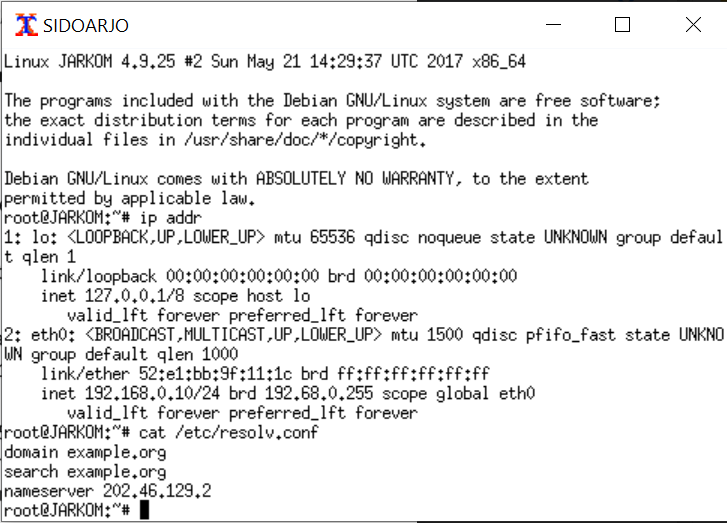 SIDOARJO
Linux JARKOM 4.9.25 #2 Sun May 21 14:29:37 UTC 2017 x86_64
The programs included with the Debian GNU/Linux system are free software;
the exact distribution terms for each program are described in the
individual files in /usr/share/doc/*/copyright.
Debian GNU/Linux comes with ABSOLUTELY NO WARRANTY, to the extent
permitted by applicable law.
root@JARKOM:~# ip addr
1: lo: <LOOPBACK,UP,LOWER_UP> mtu 65536 qdisc noqueue state UNKNOWN group defaul
t qlen 1
    link/loopback 00:00:00:00:00:00 brd 00:00:00:00:00:00
    inet 127.0.0.1/8 scope host lo
       valid_lft forever preferred_lft forever
2: eth0: <BROADCAST,MULTICAST,UP,LOWER_UP> mtu 1500 qdisc pfifo_fast state UNKNO
WN group default qlen 1000
    link/ether 52:e1:bb:9f:11:1c brd ff:ff:ff:ff:ff:ff
    inet 192.168.0.10/24 brd 192.68.0.255 scope global eth0
       valid_lft forever preferred_lft forever
root@JARKOM:~# cat /etc/resolv.conf
domain example.org
search example.org
nameserver 202.46.129.2
root@JARKOM:~#